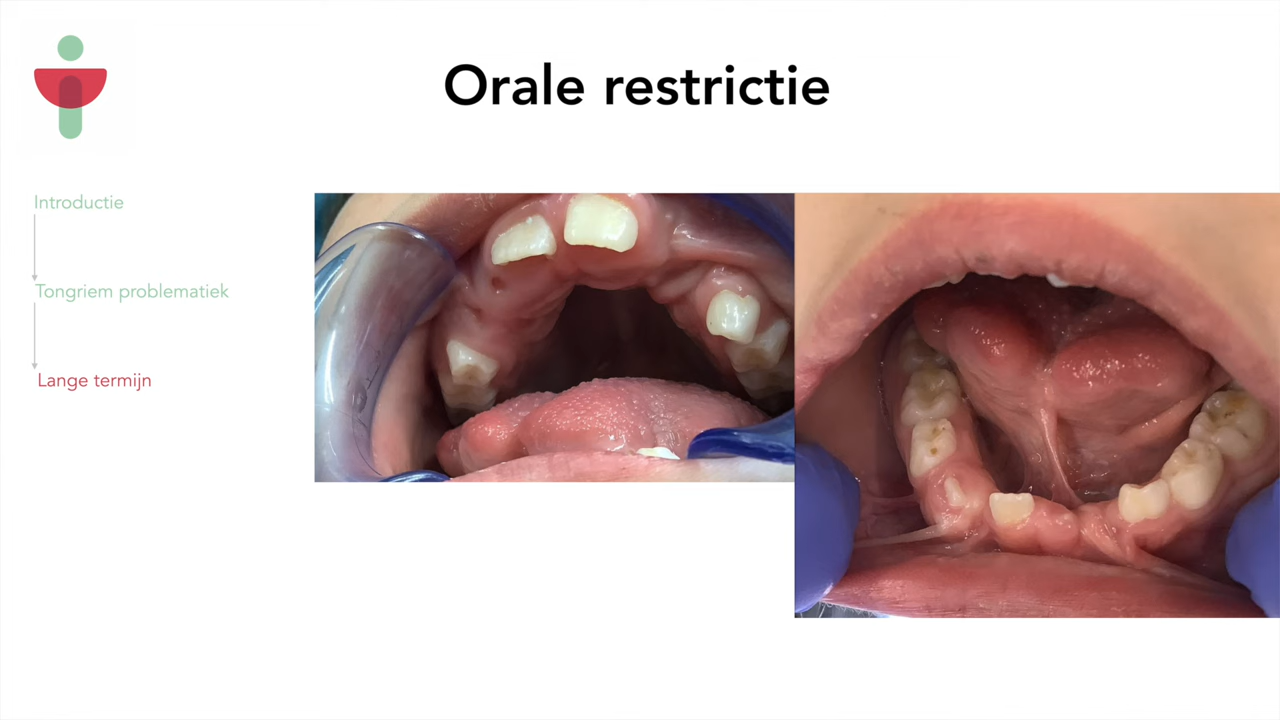 Orale restrictie
Introductie
Tongriem problematiek
Lange termijn